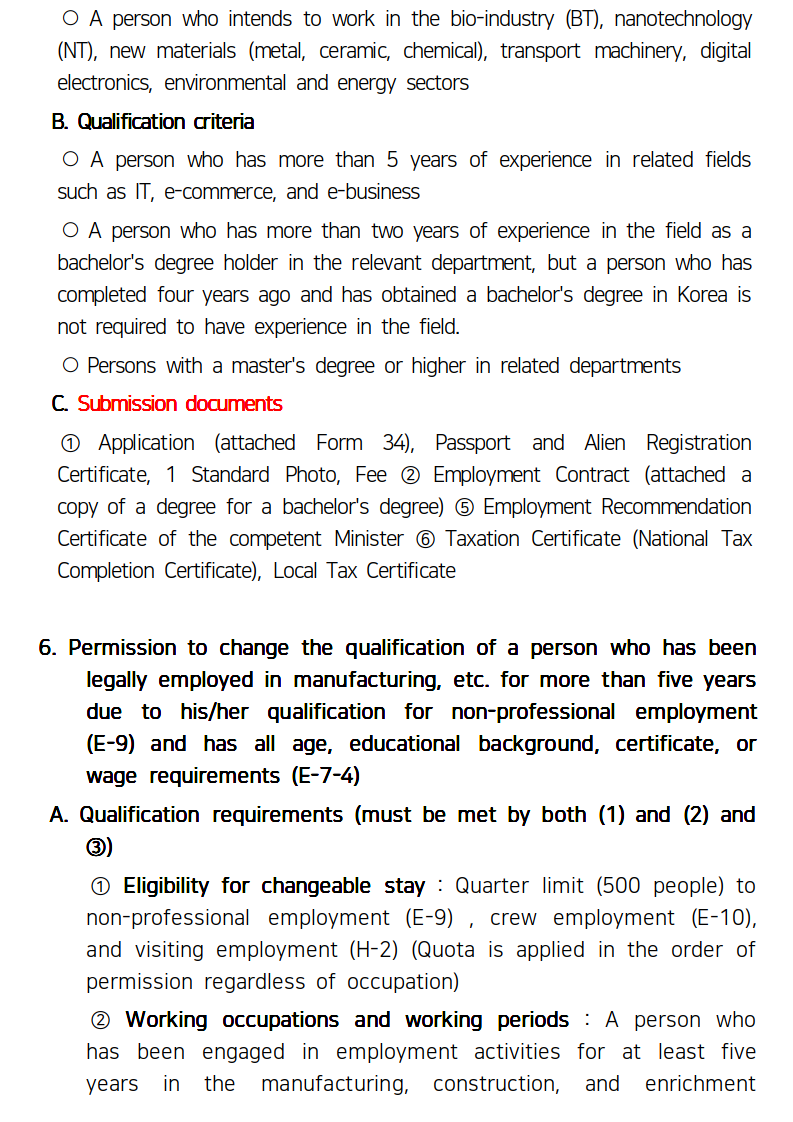 ○ A person who intends to work in the bio-industry (BT), nanotechnology
(NT), new materials (metal, ceramic, chemical), transport machinery, digital
electronics, environmental and energy sectors
B. Qualification criteria
○ A person who has more than 5 years of experience in related fields
such as IT, e-commerce, and e-business
○ A person who has more than two years of experience in the field as a
bachelor's degree holder in the relevant department, but a person who has
completed four years ago and has obtained a bachelor's degree in Korea is
not required to have experience in the field.
○ Persons with a master's degree or higher in related departments
C. Submission documents
① Application (attached Form 34), Passport and Alien Registration
Certificate, 1 Standard Photo, Fee ② Employment Contract (attached a
copy of a degree for a bachelor's degree) ⑤ Employment Recommendation
Certificate of the competent Minister ⑥ Taxation Certificate (National Tax
Completion Certificate), Local Tax Certificate
6. Permission to change the qualification of a person who has been
legally employed in manufacturing, etc. for more than five years
due to his/her qualification for non-professional employment
(E-9) and has all age, educational background, certificate, or
wage requirements (E-7-4)
A. Qualification requirements (must be met by both (1) and (2) and
③)
① Eligibility for changeable stay : Quarter limit (500 people) to
non-professional employment (E-9) , crew employment (E-10),
and visiting employment (H-2) (Quota is applied in the order of
permission regardless of occupation)
② Working occupations and working periods : A person who
has been engaged in employment activities for at least five
years in the manufacturing, construction, and enrichment